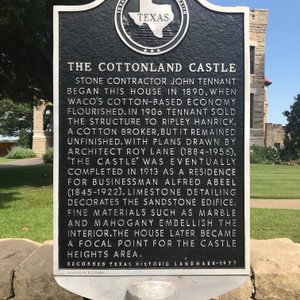 TEXAS
THE COTTONLAND CASTLE
STONE CONTRACTOR JOHN TENNANT
BEGAN THIS HOUSE IN 1890, WHEN
WACO'S COTTON-BASED ECONOMY
FLOURISHED. IN 1906 TENNANT SOLD
THE STRUCTURE TO RIPLEY HANRICK,
A COTTON BROKER, BUT IT REMAINED
UNFINISHED. WITH PLANS DRAWN BY
ARCHITECT ROY LANE (1884-1956),
"THE CASTLE" WAS EVENTUALLY
COMPLETED IN 1913 AS A RESIDENCE
FOR BUSINESSMAN ALFRED ABEEL
(1845-1922). LIMESTONE DETAILING
DECORATES THE SANDSTONE EDIFICE.
FINE MATERIALS SUCH AS MARBLE
AND MAHOGANY EMBELLISH THE
INTERIOR. THE HOUSE LATER BECAME
A FOCAL POINT FOR THE CASTLE
HEIGHTS AREA.
RECORDED TEXAS HISTORIC LANDMARK-1977